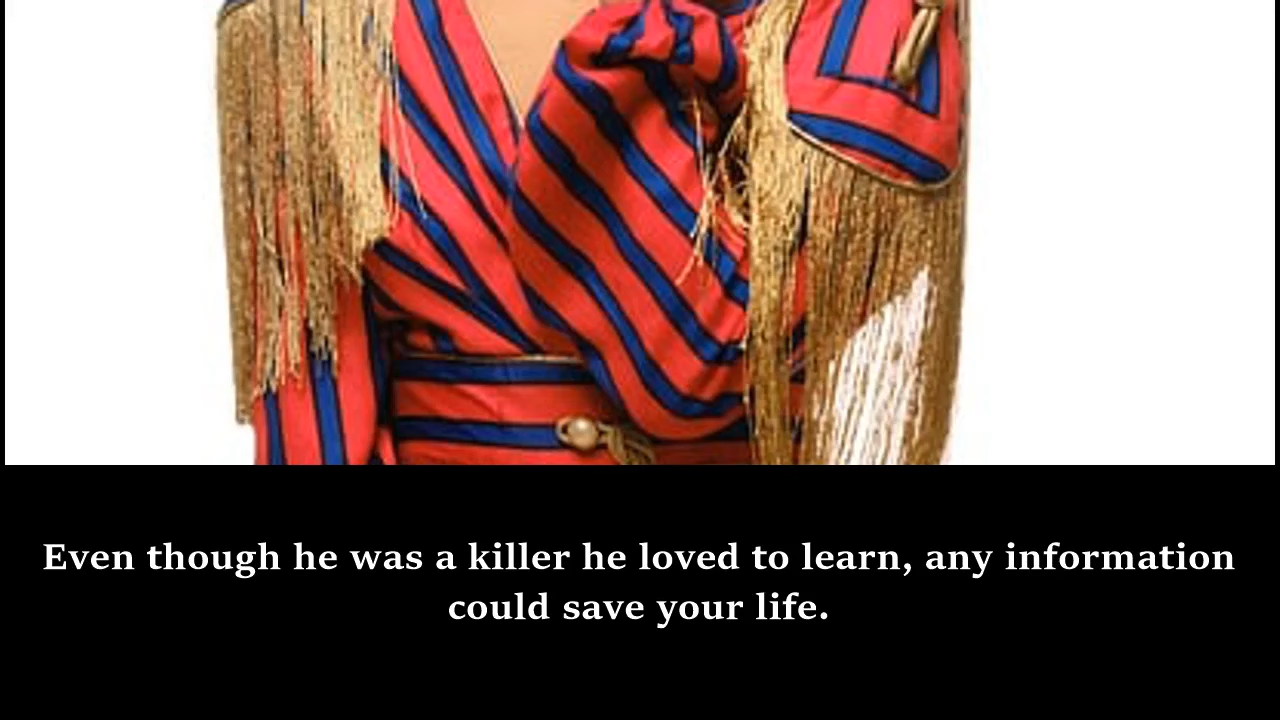 Even though he was a killer he loved to learn, any information
could save your life.